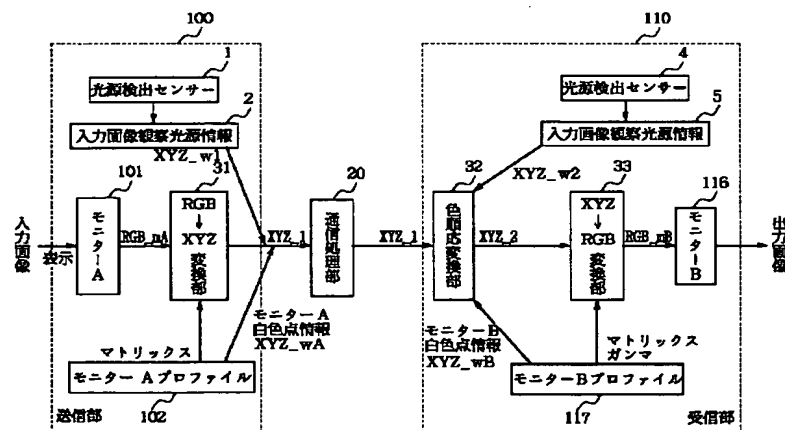 100
110
1
光源検出センサー
4
光源検出センサー
2
入力画像観察光源情報
5
入力画像観察光源情報
XYZ_w1
XYZ_w2
101
31
20
32
33
116
入力画像
表示
モニターA
RGB_mA
RGB
XYZ
変換部
XYZ_1
送信処理部
XYZ_1
色順応変換部
XYZ_2
XYZ
RGB
変換部
RGB_mB
モニターB
出力画像
モニターA
白色点情報
XYZ_wA
モニターB
白色点情報
XYZ_wB
マトリックス
マトリックス
ガンマ
モニター Aプロファイル
モニターBプロファイル
送信部
102
117
受信部